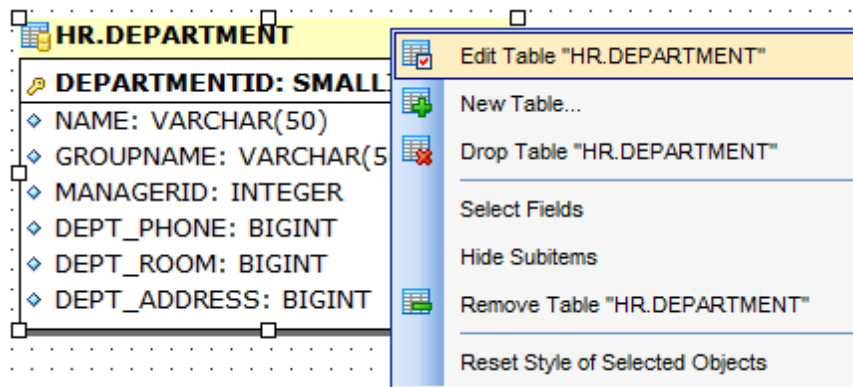 HR.DEPARTMENT
DEPARTMENTID: SMALLI
NAME: VARCHAR(50)
GROUPNAME: VARCHAR(5
MANAGERID: INTEGER
DEPT_PHONE: BIGINT
DEPT_ROOM: BIGINT
DEPT_ADDRESS: BIGINT
Edit Table "HR.DEPARTMENT"
New Table...
Drop Table "HR.DEPARTMENT"
Select Fields
Hide Subitems
Remove Table "HR.DEPARTMENT"
Reset Style of Selected Objects